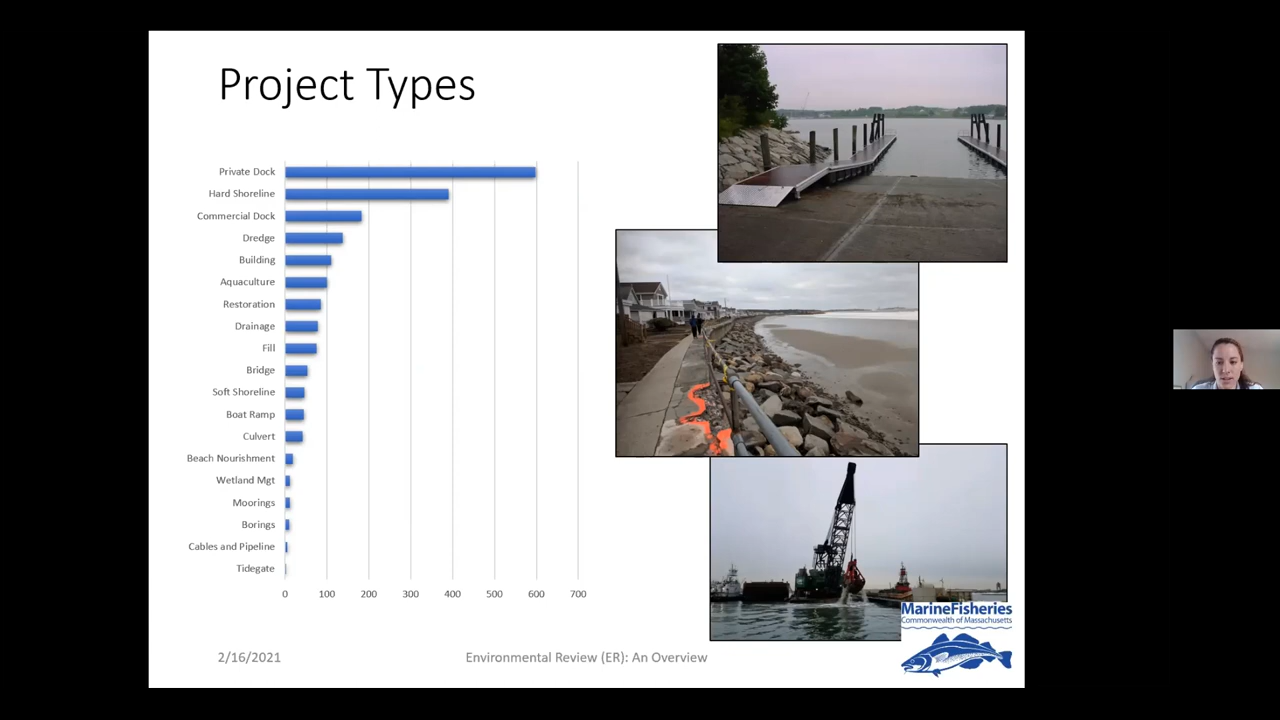 Project Types
Private Dock
Hard Shoreline
Commercial Dock
Dredge
Building
Aquaculture
Restoration
Drainage
Fill
Bridge
Soft Shoreline
Boat Ramp
Culvert
Beach Nourishment
Wetland Mgt
Moorings
Borings
Cables and Pipeline
Tidegate
0 100 200 300 400 500 600 700
MarineFisheries
Commonwealth of Massachusetts
2/16/2021
Environmental Review (ER): An Overview